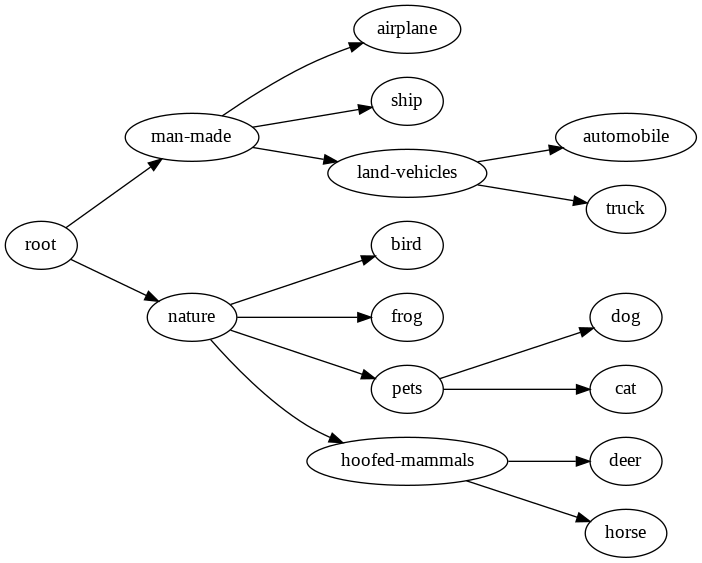 airplane
ship
man-made
automobile
land-vehicles
truck
root
bird
nature
frog
dog
pets
cat
hoofed-mammals
deer
horse